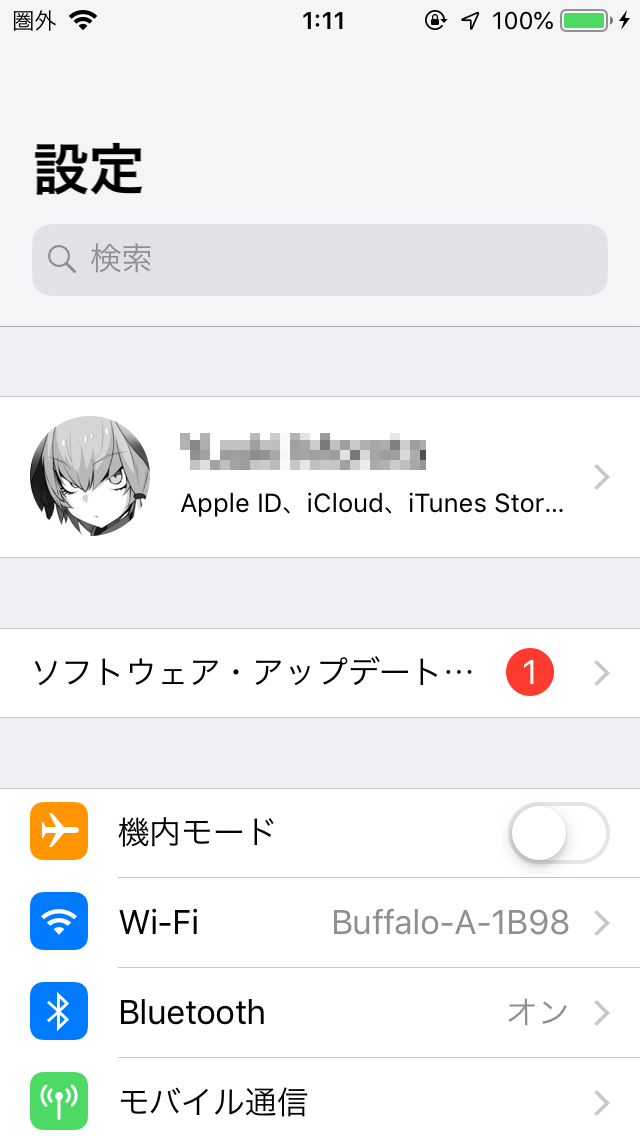 圏外 1:11 100%
設定
検索
Apple ID、iCloud、iTunes Stor...
ソフトウェア・アップデート… 1
機内モード
Wi-Fi Buffalo-A-1B98
Bluetooth オン
モバイル通信